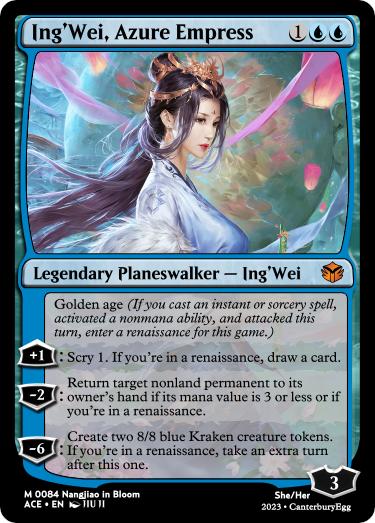 Ing'Wei, Azure Empress 1
Legendary Planeswalker — Ing'Wei
Golden age (If you cast an instant or sorcery spell,
activated a nonmana ability, and attacked this
turn, enter a renaissance for this game.)
+1 : Scry 1. If you're in a renaissance, draw a card.
-2 : Return target nonland permanent to its
owner's hand if its mana value is 3 or less or if
you're in a renaissance.
-6 : Create two 8/8 blue Kraken creature tokens.
If you're in a renaissance, take an extra turn
after this one.
3
M 0084 Nangjiao in Bloom She/Her
ACE • EN 2023 • CanterburyEgg